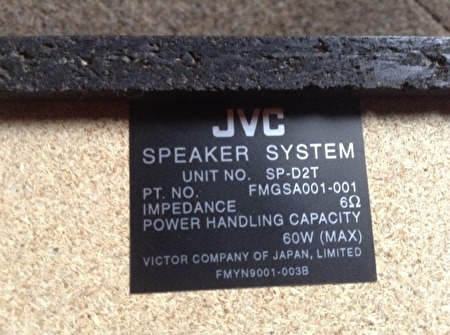 JVC
SPEAKER SYSTEM
UNIT NO. SP-D2T
PT. NO. FMGSA001-001
IMPEDANCE 6Ω
POWER HANDLING CAPACITY
60W (MAX)
VICTOR COMPANY OF JAPAN, LIMITED
FMYN9001-003B